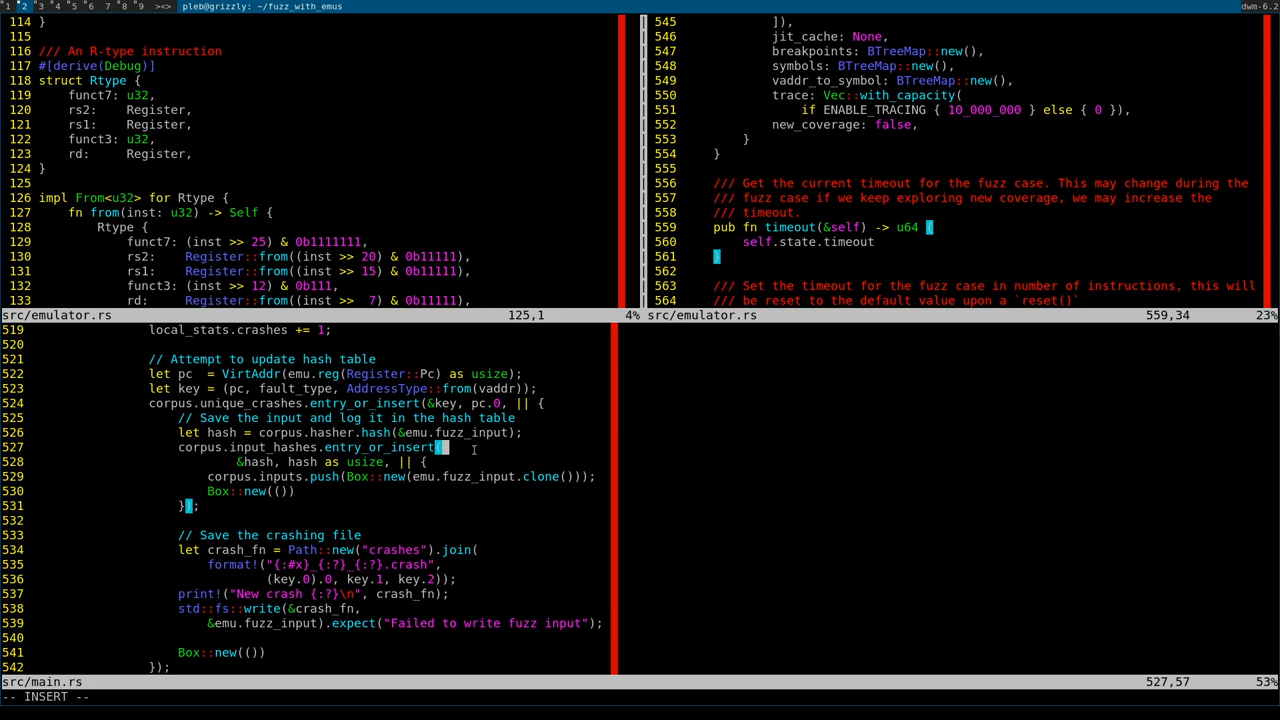 1 2 3 4 5 6 7 8 9 ><> pleb@grizzly: ~/fuzz_with_emus dwm-6.2
114 }
115
116 /// An R-type instruction
117 #[derive(Debug)]
118 struct Rtype {
119     funct7: u32,
120     rs2:    Register,
121     rs1:    Register,
122     funct3: u32,
123     rd:     Register,
124 }
125
126 impl From<u32> for Rtype {
127     fn from(inst: u32) -> Self {
128         Rtype {
129             funct7: (inst >> 25) & 0b1111111,
130             rs2:    Register::from((inst >> 20) & 0b11111),
131             rs1:    Register::from((inst >> 15) & 0b11111),
132             funct3: (inst >> 12) & 0b111,
133             rd:     Register::from((inst >>  7) & 0b11111),
src/emulator.rs 125,1 4%
545             ]),
546             jit_cache: None,
547             breakpoints: BTreeMap::new(),
548             symbols: BTreeMap::new(),
549             vaddr_to_symbol: BTreeMap::new(),
550             trace: Vec::with_capacity(
551                 if ENABLE_TRACING { 10_000_000 } else { 0 }),
552             new_coverage: false,
553         }
554     }
555
556     /// Get the current timeout for the fuzz case. This may change during the
557     /// fuzz case if we keep exploring new coverage, we may increase the
558     /// timeout.
559     pub fn timeout(&self) -> u64 {
560         self.state.timeout
561     }
562
563     /// Set the timeout for the fuzz case in number of instructions, this will
564     /// be reset to the default value upon a `reset()`
src/emulator.rs 559,34 23%
519                 local_stats.crashes += 1;
520
521                 // Attempt to update hash table
522                 let pc  = VirtAddr(emu.reg(Register::Pc) as usize);
523                 let key = (pc, fault_type, AddressType::from(vaddr));
524                 corpus.unique_crashes.entry_or_insert(&key, pc.0, || {
525                     // Save the input and log it in the hash table
526                     let hash = corpus.hasher.hash(&emu.fuzz_input);
527                     corpus.input_hashes.entry_or_insert(
528                             &hash, hash as usize, || {
529                         corpus.inputs.push(Box::new(emu.fuzz_input.clone()));
530                         Box::new(())
531                     });
532
533                     // Save the crashing file
534                     let crash_fn = Path::new("crashes").join(
535                         format!("{:#x}_{:?}_{:?}.crash",
536                                 (key.0).0, key.1, key.2));
537                     print!("New crash {:?}\n", crash_fn);
538                     std::fs::write(&crash_fn,
539                         &emu.fuzz_input).expect("Failed to write fuzz input");
540
541                     Box::new(())
542                 });
src/main.rs 527,57 53%
-- INSERT --